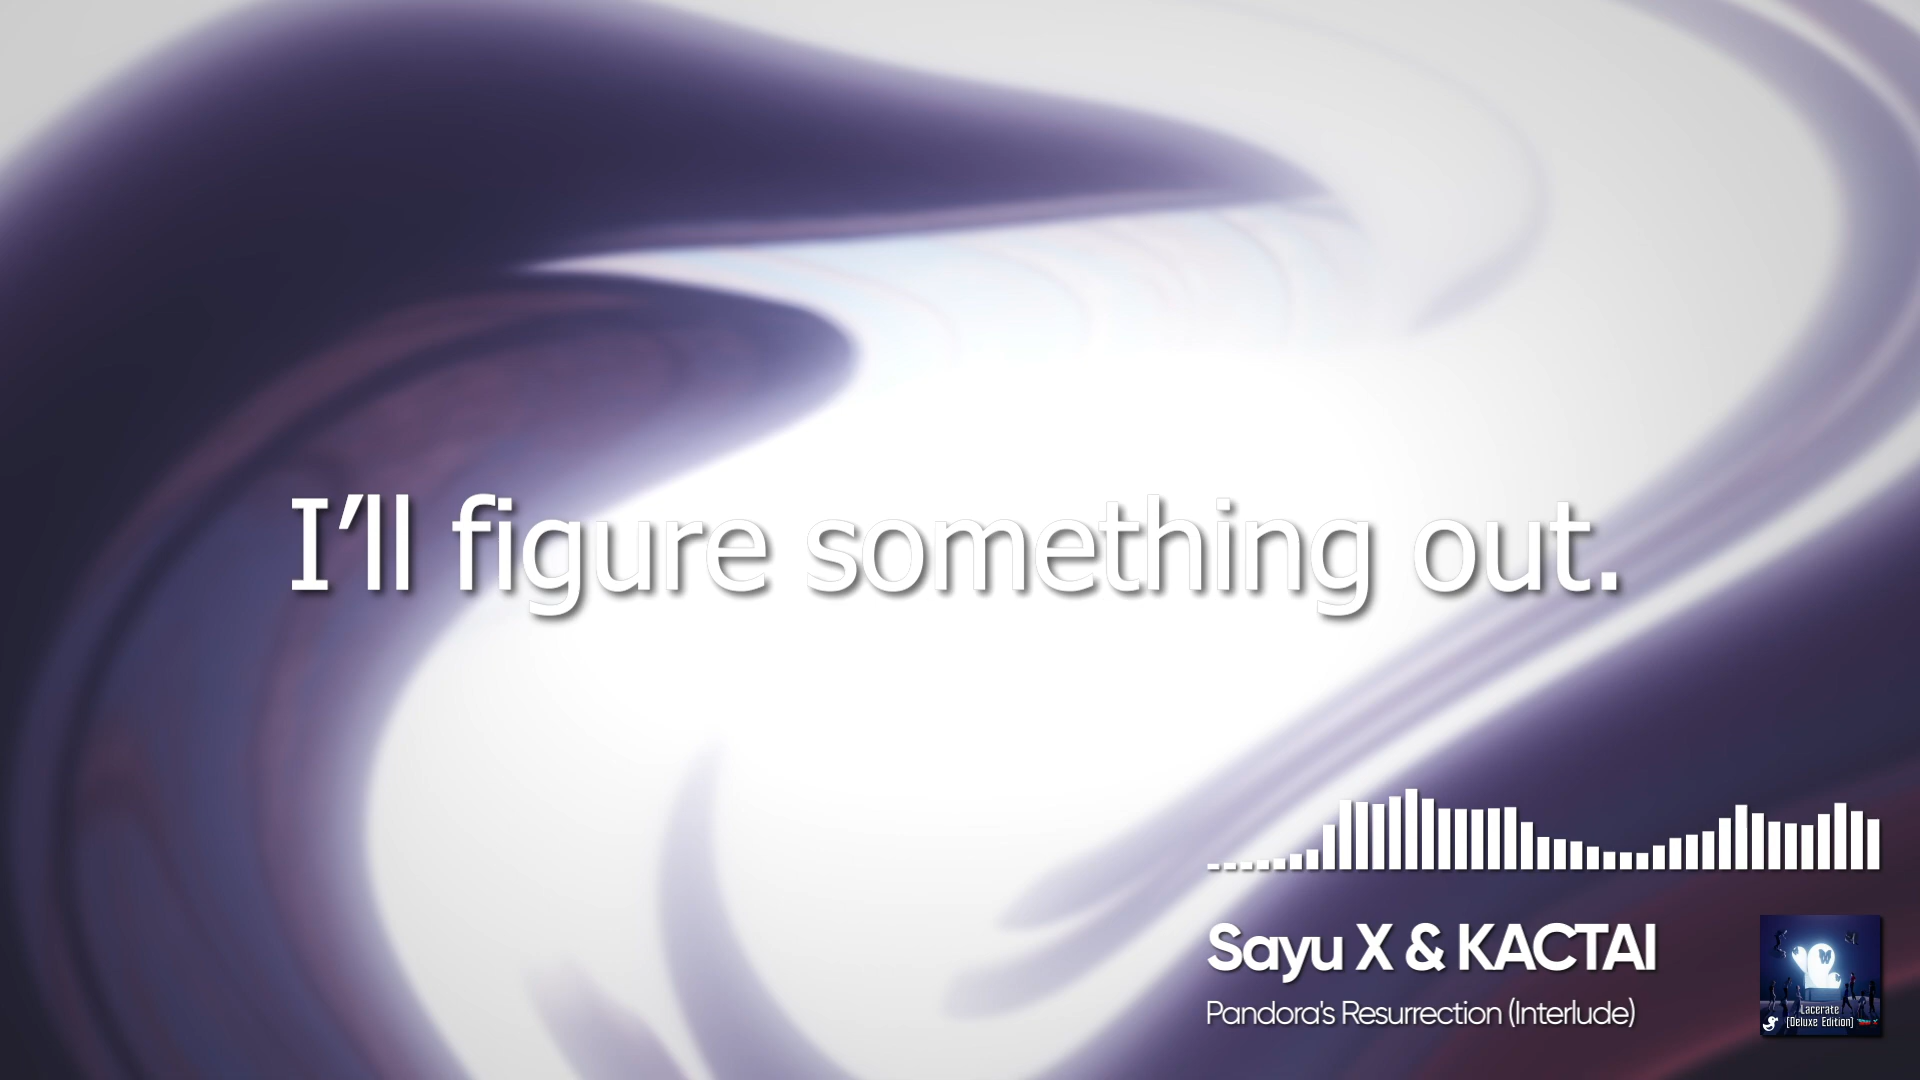 I’ll figure something out.
Sayu X & KACTAI
Pandora's Resurrection (Interlude)
Lacerate
[Deluxe Edition]